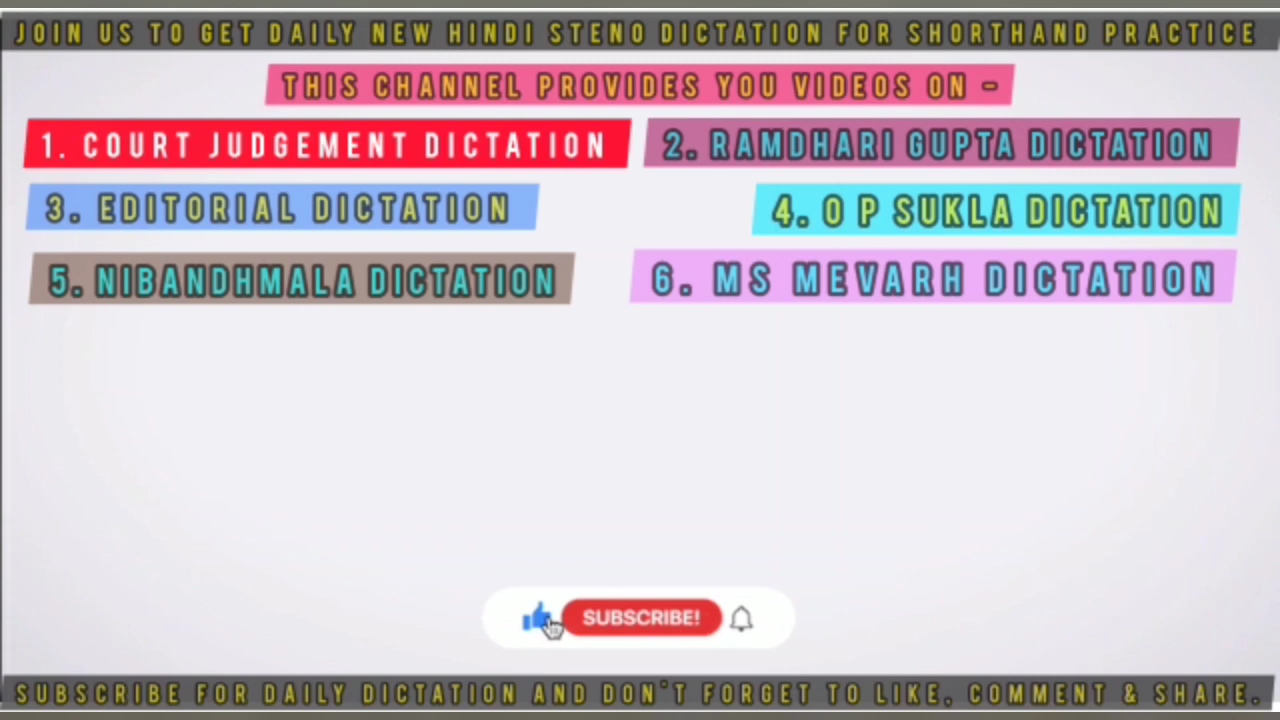 JOIN US TO GET DAILY NEW HINDI STENO DICTATION FOR SHORTHAND PRACTICE
THIS CHANNEL PROVIDES YOU VIDEOS ON -
1. COURT JUDGEMENT DICTATION
2. RAMDHARI GUPTA DICTATION
3. EDITORIAL DICTATION
4. O P SUKLA DICTATION
5. NIBANDHMALA DICTATION
6. MS MEVARH DICTATION
SUBSCRIBE!
SUBSCRIBE FOR DAILY DICTATION AND DON'T FORGET TO LIKE, COMMENT & SHARE.